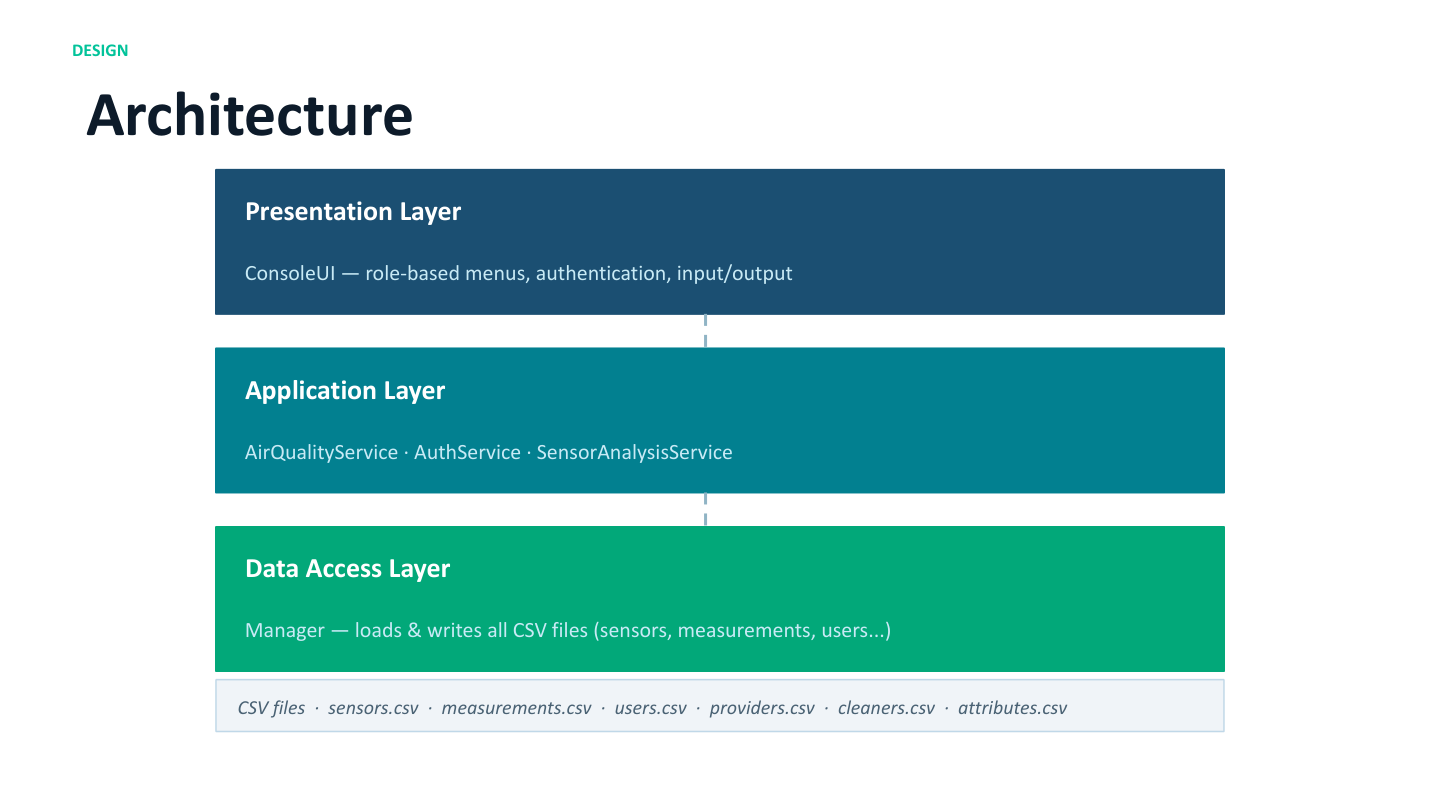 DESIGN
Architecture
Presentation Layer
ConsoleUI — role-based menus, authentication, input/output
Application Layer
AirQualityService · AuthService · SensorAnalysisService
Data Access Layer
Manager — loads & writes all CSV files (sensors, measurements, users...)
CSV files · sensors.csv · measurements.csv · users.csv · providers.csv · cleaners.csv · attributes.csv